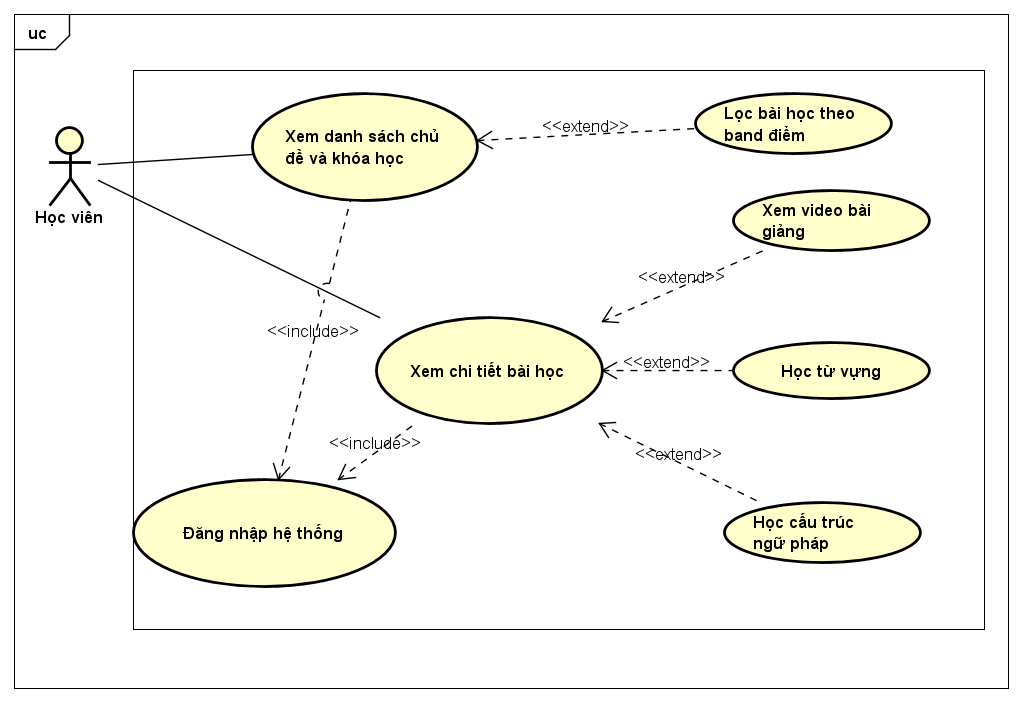 uc
Xem danh sách chủ
đề và khóa học
<<extend>>
Lọc bài học theo
band điểm
Học viên
Xem video bài
giảng
<<extend>>
<<include>>
Xem chi tiết bài học
<<extend>>
Học từ vựng
<<include>>
<<extend>>
Đăng nhập hệ thống
Học cấu trúc
ngữ pháp